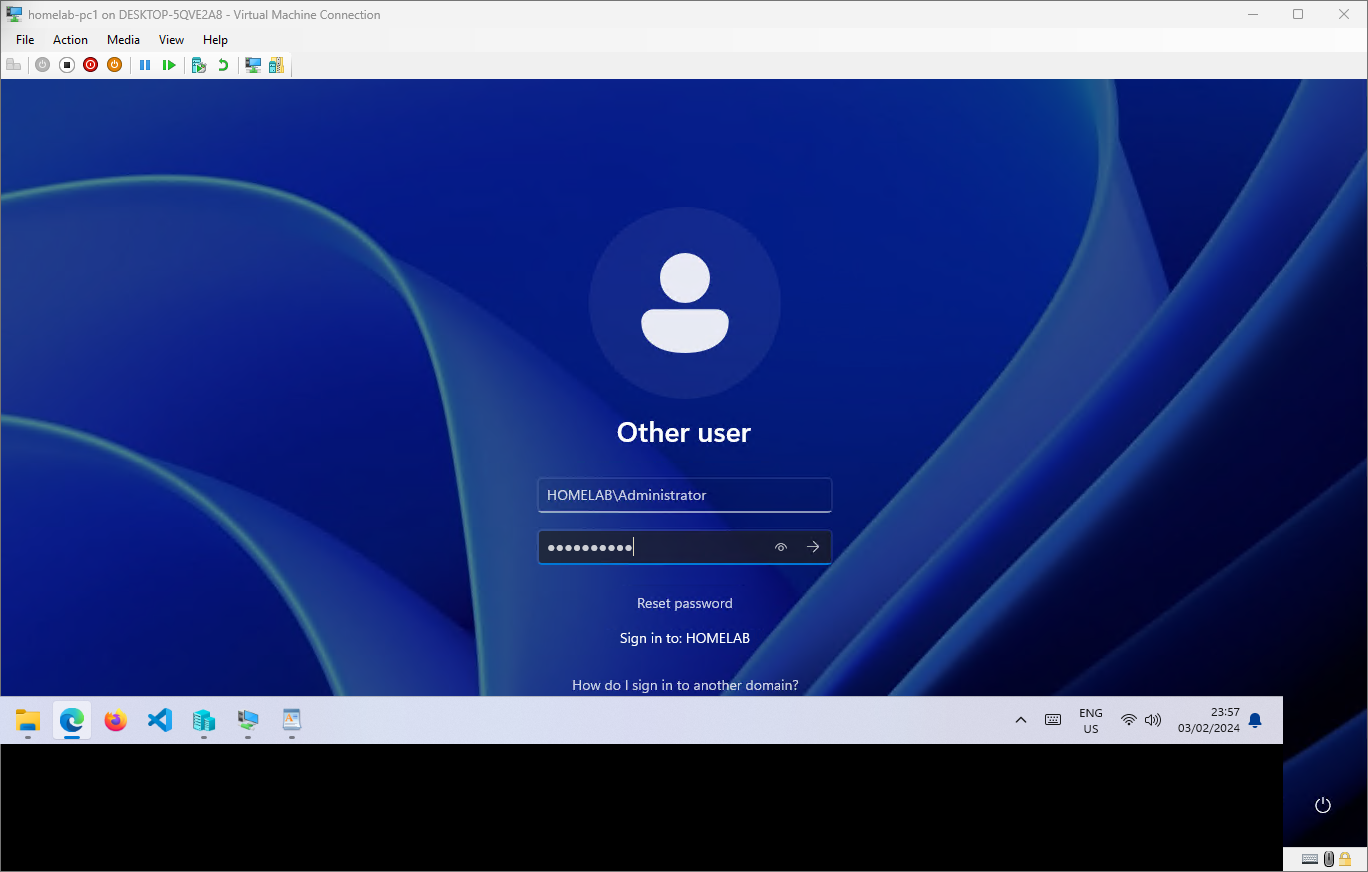 homelab-pc1 on DESKTOP-5QVE2A8 - Virtual Machine Connection
File Action Media View Help
Other user
HOMELAB\Administrator
Reset password
Sign in to: HOMELAB
How do I sign in to another domain?
ENG
US
23:57
03/02/2024